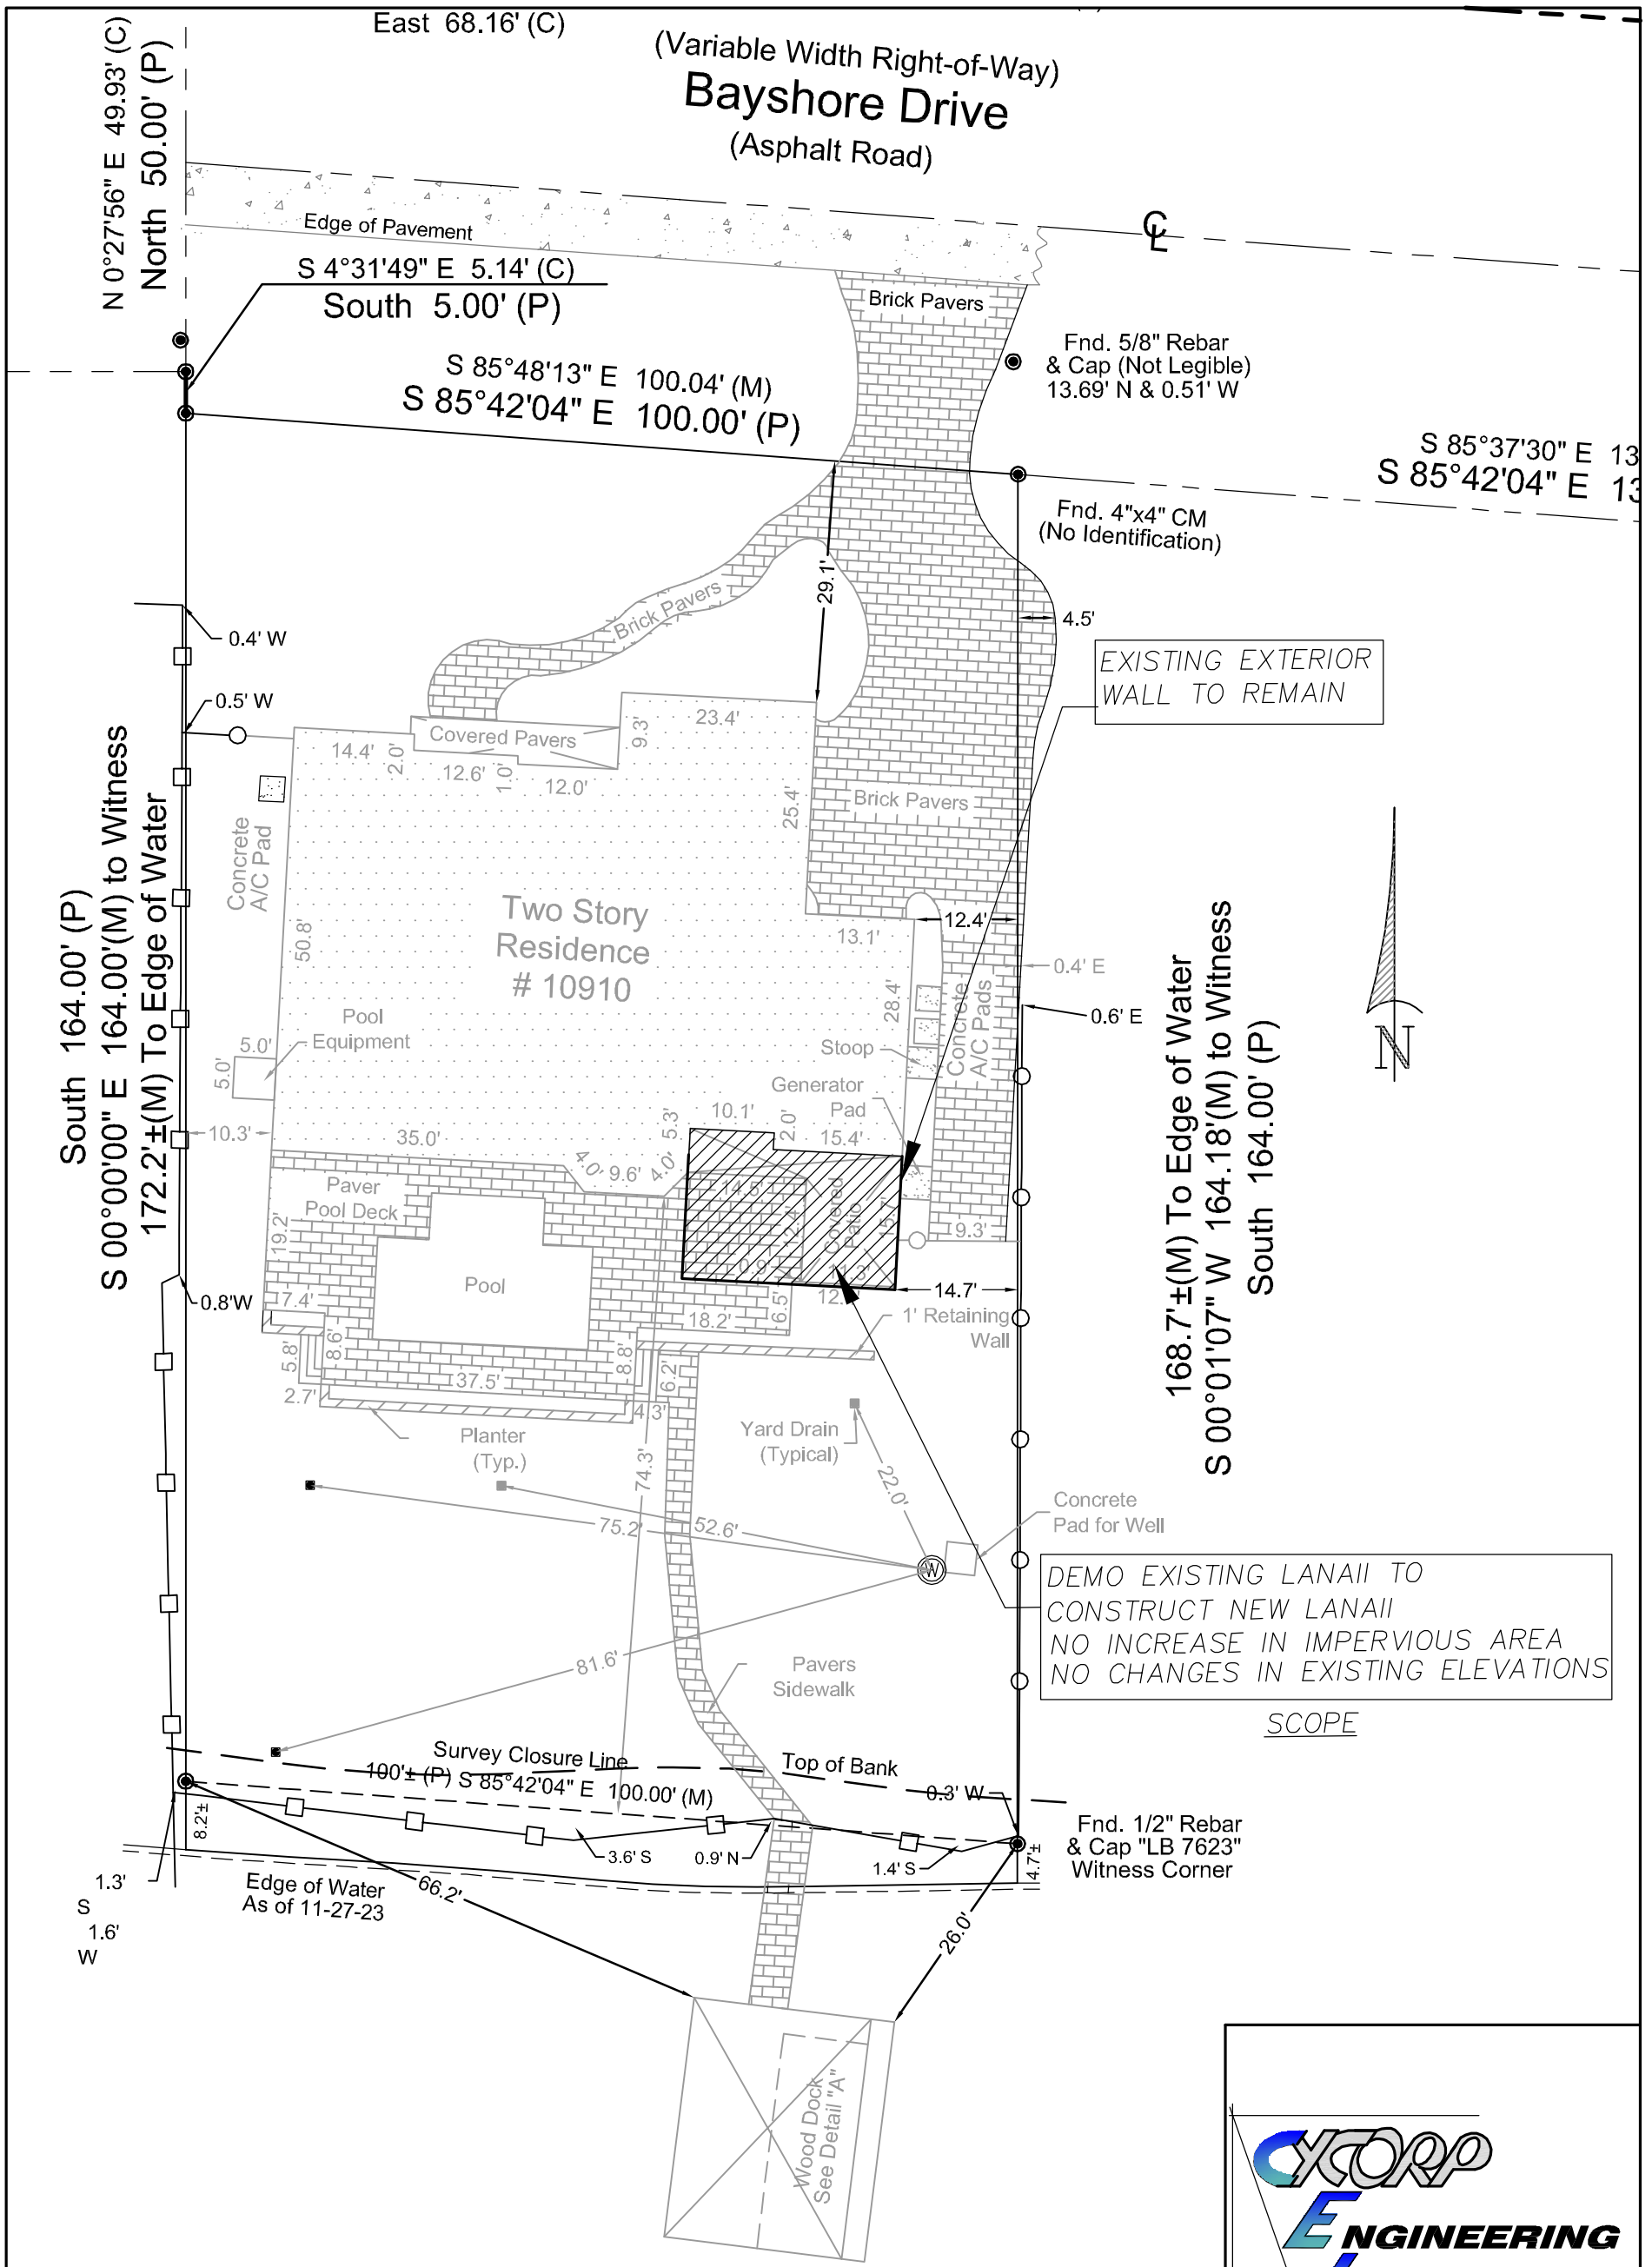 East 68.16' (C)
(Variable Width Right-of-Way)
Bayshore Drive
(Asphalt Road)
N 0°27'56" E 49.93' (C)
North 50.00' (P)
Edge of Pavement
S 4°31'49" E 5.14' (C)
South 5.00' (P)
S 85°48'13" E 100.04' (M)
S 85°42'04" E 100.00' (P)
Brick Pavers
Fnd. 5/8" Rebar
& Cap (Not Legible)
13.69' N & 0.51' W
S 85°37'30" E 13
S 85°42'04" E 13
Fnd. 4"x4" CM
(No Identification)
29.1'
Brick Pavers
4.5'
0.4' W
0.5' W
EXISTING EXTERIOR
WALL TO REMAIN
Covered Pavers
14.4'
2.0'
12.6'
1.0'
12.0'
9.3'
23.4'
25.4'
Brick Pavers
Concrete
A/C Pad
50.8'
Two Story
Residence
# 10910
South 164.00' (P)
S 00°00'00" E 164.00'(M) to Witness
172.2'±(M) To Edge of Water
12.4'
13.1'
28.4'
0.4' E
0.6' E
Concrete
A/C Pads
Stoop
Pool
Equipment
5.0'
5.0'
Generator
Pad
168.7'±(M) To Edge of Water
S 00°01'07" W 164.18'(M) to Witness
South 164.00' (P)
N
10.3'
35.0'
5.3'
10.1'
2.0'
15.4'
4.0'
9.6'
4.0'
Paver
Pool Deck
19.2'
Pool
14.5'
Covered
Patio
15.7'
0.9'
11.3'
9.3'
14.7'
0.8'W
17.4'
18.2'
6.5'
1' Retaining
Wall
5.8'
8.6'
8.8'
6.2'
37.5'
2.7'
4.3'
Planter
(Typ.)
74.3'
Yard Drain
(Typical)
22.0'
75.2'
52.6'
Concrete
Pad for Well
W
DEMO EXISTING LANAII TO
CONSTRUCT NEW LANAII
NO INCREASE IN IMPERVIOUS AREA
NO CHANGES IN EXISTING ELEVATIONS
SCOPE
81.6'
Pavers
Sidewalk
Survey Closure Line
100'± (P) S 85°42'04" E 100.00' (M)
Top of Bank
0.3' W
8.2'±
3.6' S
0.9' N
1.4' S
4.7'±
Fnd. 1/2" Rebar
& Cap "LB 7623"
Witness Corner
1.3'
S
1.6'
W
Edge of Water
As of 11-27-23
66.2'
26.0'
Wood Dock
See Detail "A"
CYCORP
ENGINEERING